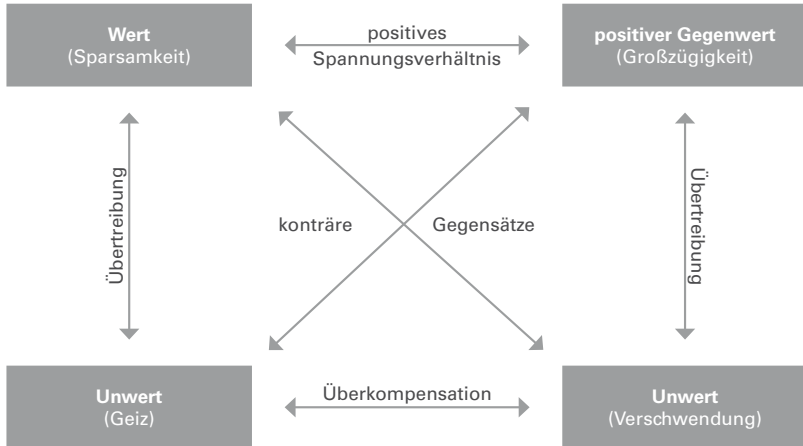 Wert
(Sparsamkeit)
positives
Spannungsverhältnis
positiver Gegenwert
(Großzügigkeit)
Übertreibung
konträre
Gegensätze
Übertreibung
Unwert
(Geiz)
Überkompensation
Unwert
(Verschwendung)